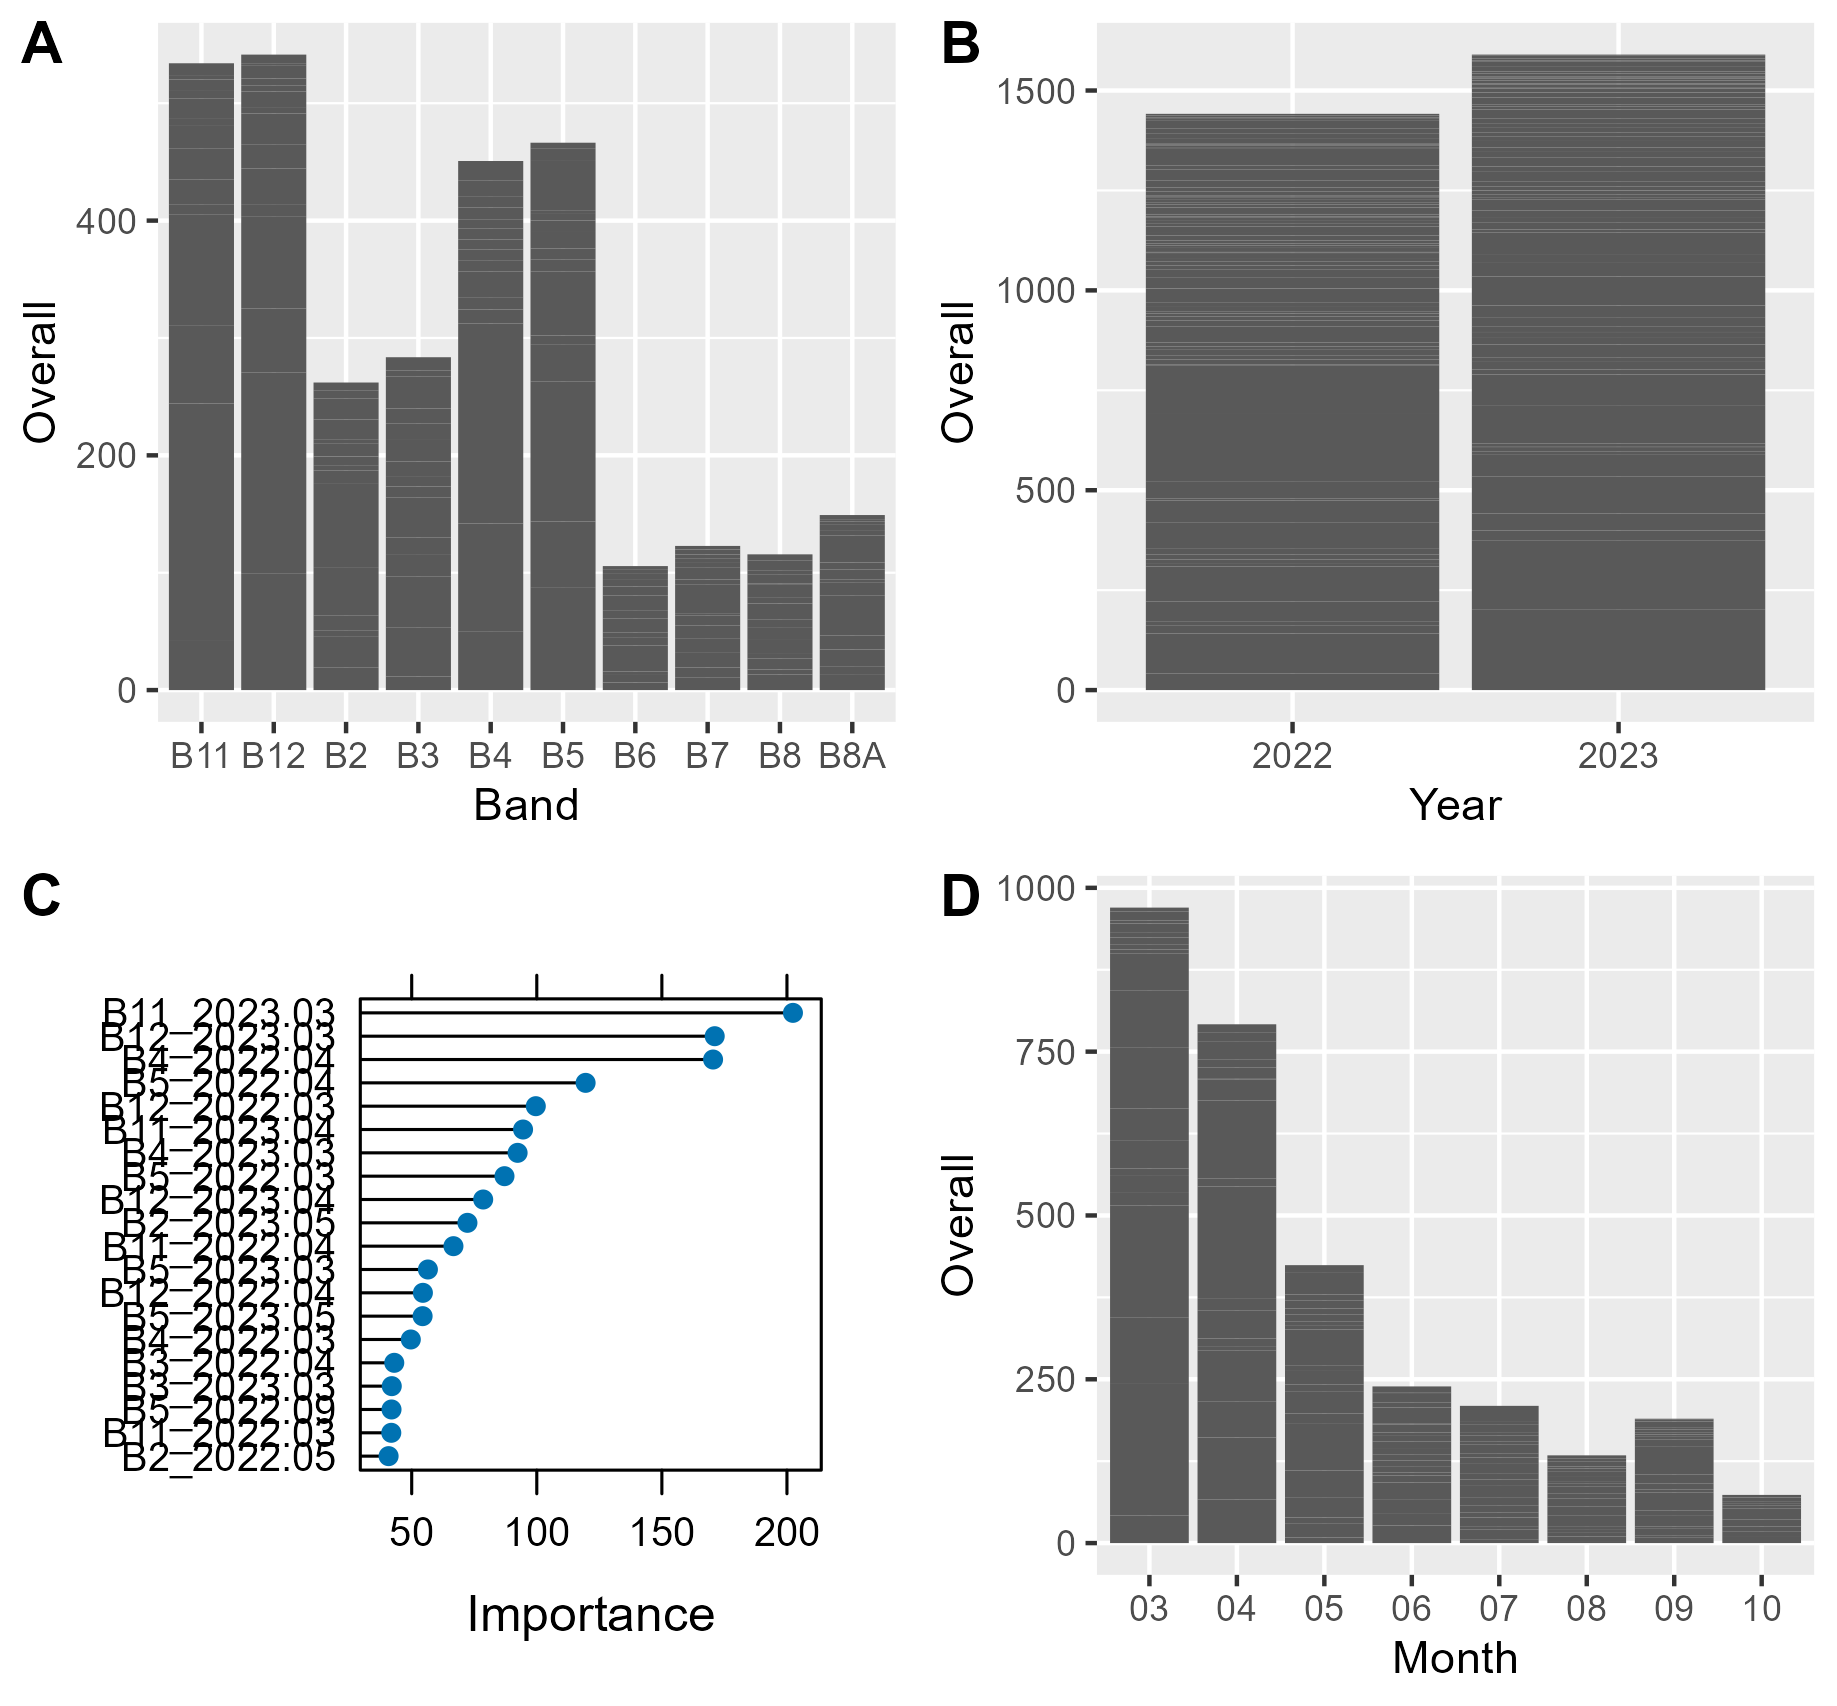 A
Overall
400
200
0
B11 B12 B2 B3 B4 B5 B6 B7 B8 B8A
Band
B
Overall
1500
1000
500
0
2022 2023
Year
C
B11_2023.03
B12_2023.03
B4_2022.04
B5_2022.04
B12_2022.03
B11_2023.04
B4_2023.03
B5_2022.03
B12_2023.04
B2_2023.05
B11_2022.04
B5_2023.03
B12_2022.04
B5_2023.05
B4_2022.03
B3_2022.04
B3_2023.03
B5_2022.09
B11_2022.03
B2_2022.05
50 100 150 200
Importance
D
Overall
1000
750
500
250
0
03 04 05 06 07 08 09 10
Month